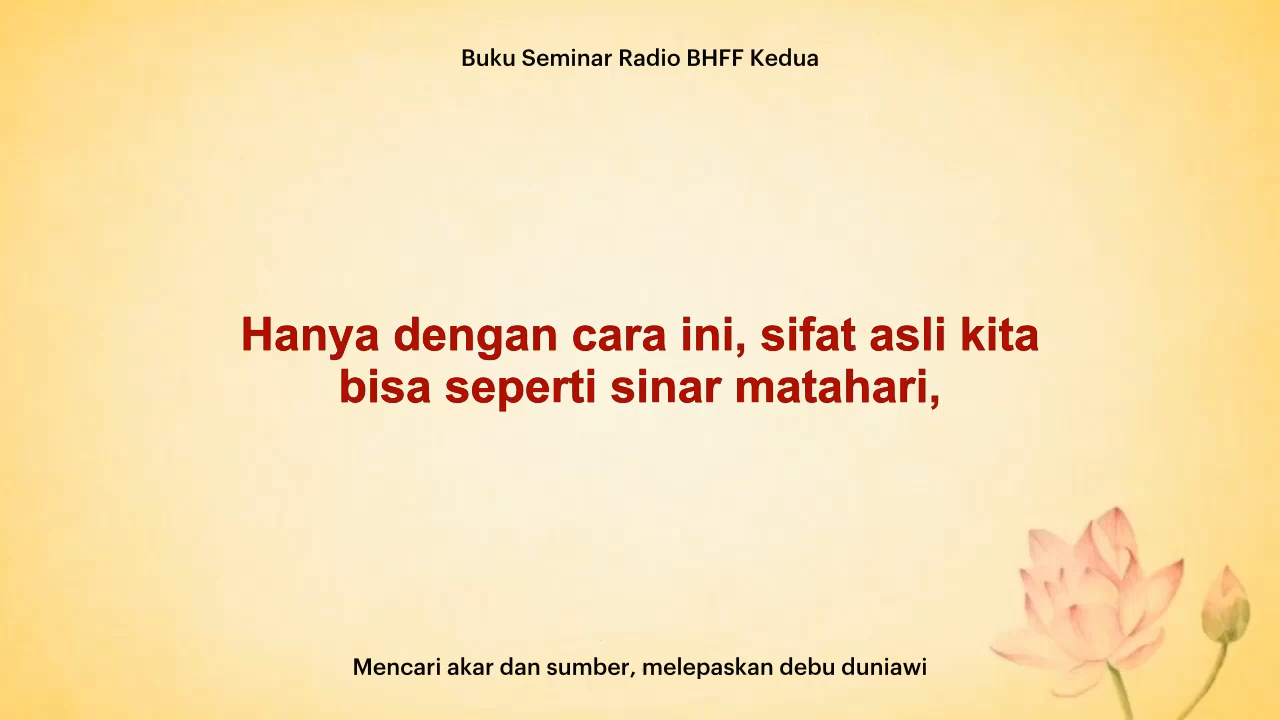 Buku Seminar Radio BHFF Kedua
Hanya dengan cara ini, sifat asli kita
bisa seperti sinar matahari,
Mencari akar dan sumber, melepaskan debu duniawi